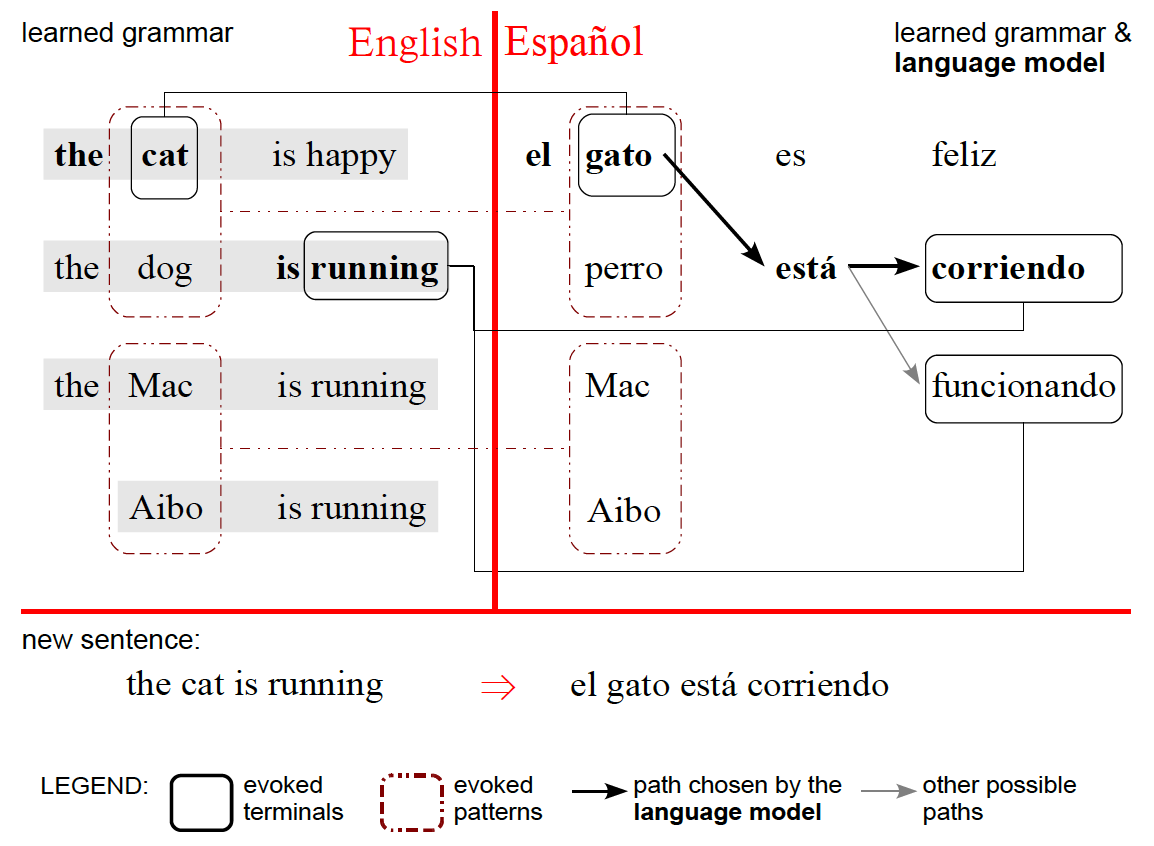 learned grammar
English Español
learned grammar &
language model
the cat is happy el gato es feliz
the dog is running perro está corriendo
the Mac is running Mac funcionando
Aibo is running Aibo
new sentence:
the cat is running ⇒ el gato está corriendo
LEGEND:
evoked
terminals
evoked
patterns
path chosen by the
language model
other possible
paths